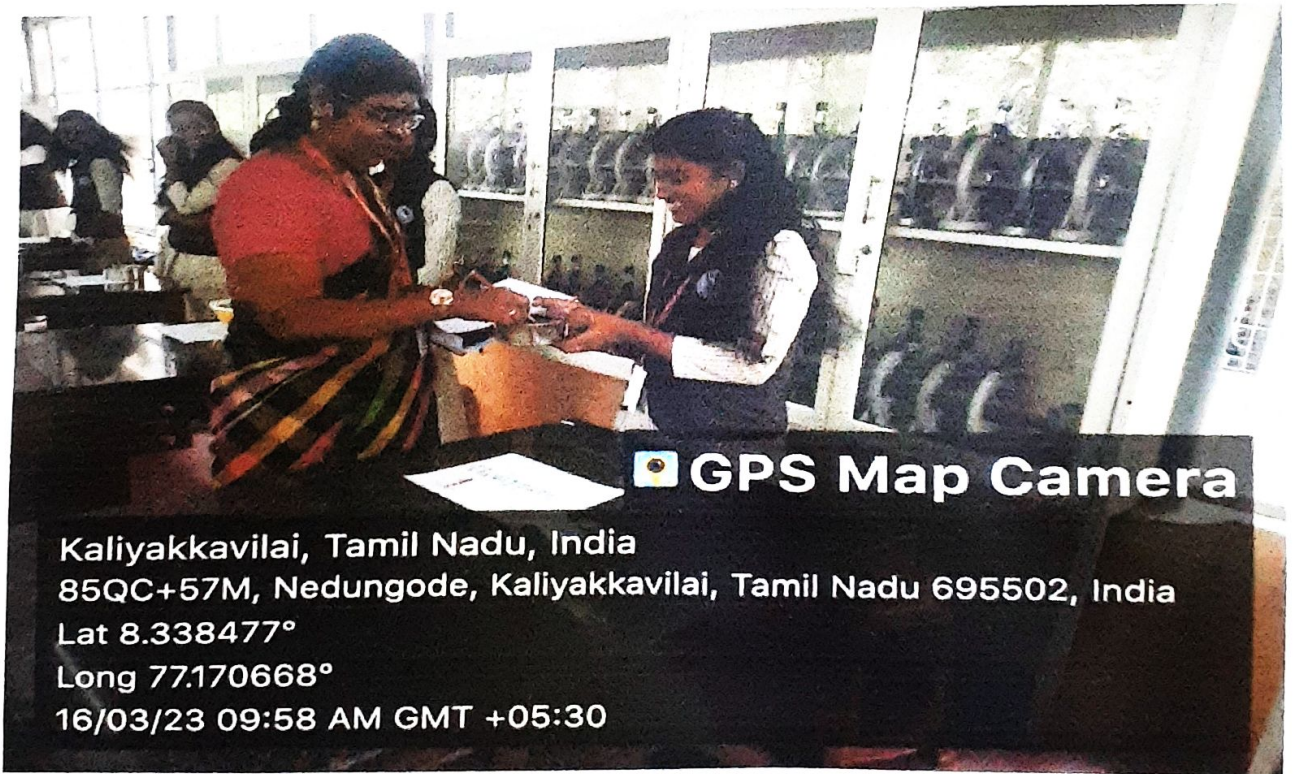 GPS Map Camera
Kaliyakkavilai, Tamil Nadu, India
85QC+57M, Nedungode, Kaliyakkavilai, Tamil Nadu 695502, India
Lat 8.338477°
Long 77.170668°
16/03/23 09:58 AM GMT +05:30